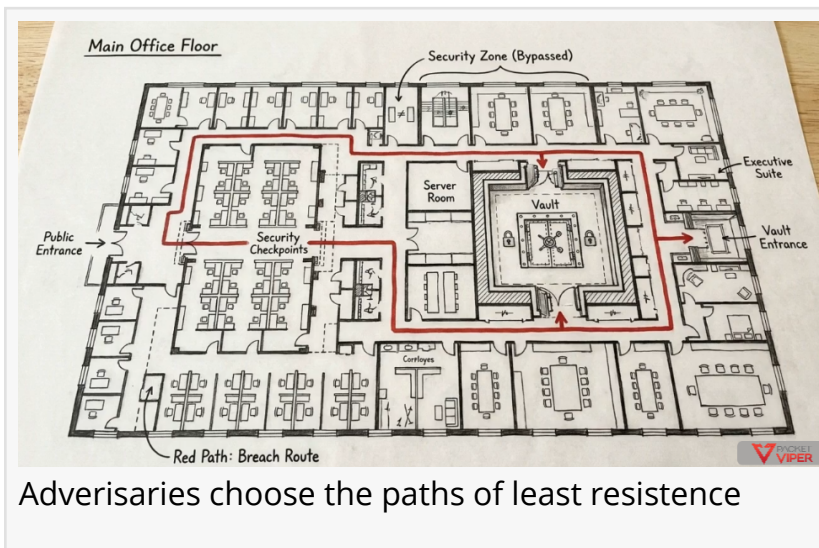 Main Office Floor
Security Zone (Bypassed)
Executive
Suite
Server
Room
Vault
Public
Entrance
Security
Checkpoints
Vault
Entrance
Corrloyes
Red Path: Breach Route
PACKET
VIPER
Adverisaries choose the paths of least resistence